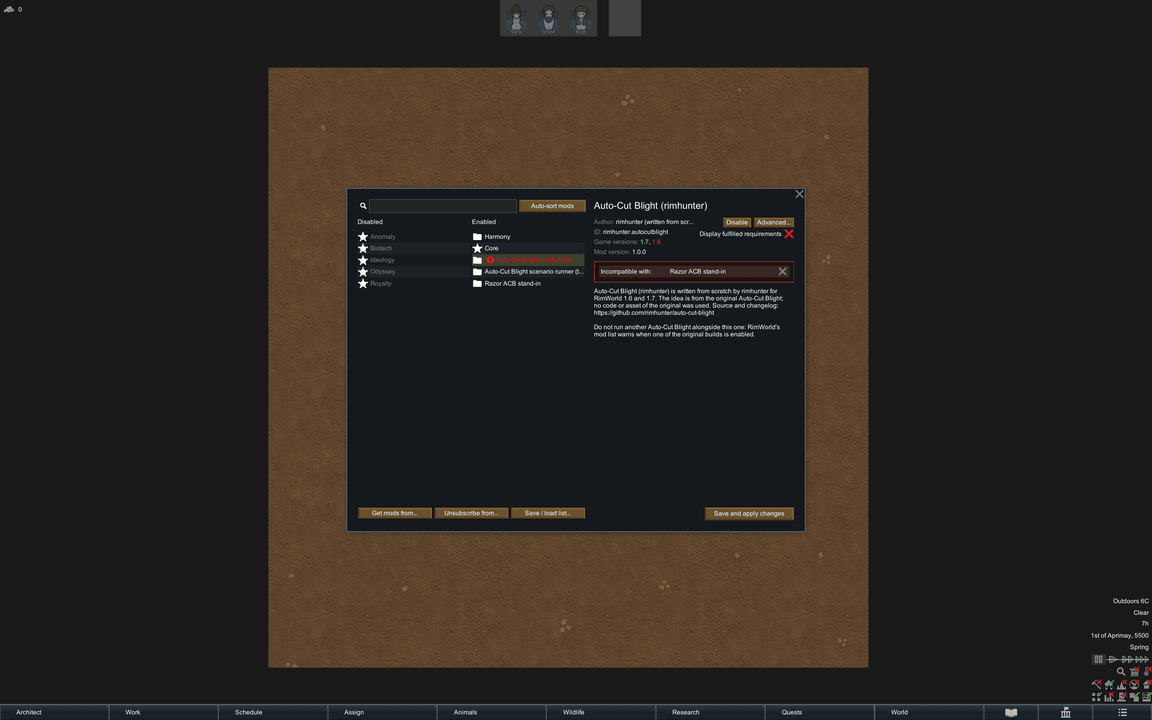 0
Auto-sort mods
Disabled
Enabled
Anomaly
Biotech
Ideology
Odyssey
Royalty
Harmony
Core
Auto-Cut Blight (rimhunter)
Auto-Cut Blight scenario runner (t...
Razor ACB stand-in
Auto-Cut Blight (rimhunter)
Author: rimhunter (written from scr...
Disable
Advanced...
ID: rimhunter.autocutblight
Display fulfilled requirements
Game versions: 1.7, 1.6
Mod version: 1.0.0
Incompatible with: Razor ACB stand-in
Auto-Cut Blight (rimhunter) is written from scratch by rimhunter for
RimWorld 1.6 and 1.7. The idea is from the original Auto-Cut Blight;
no code or asset of the original was used. Source and changelog:
https://github.com/rimhunter/auto-cut-blight
Do not run another Auto-Cut Blight alongside this one: RimWorld's
mod list warns when one of the original builds is enabled.
Get mods from...
Unsubscribe from...
Save / load list...
Save and apply changes
Outdoors 6C
Clear
7h
1st of Aprimay, 5500
Spring
Architect
Work
Schedule
Assign
Animals
Wildlife
Research
Quests
World